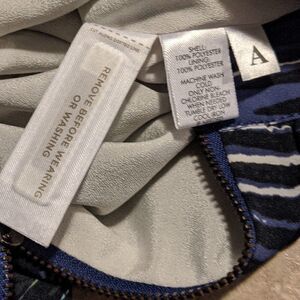 REMOVE BEFORE WEARING
OR WASHING
SHELL:
100% POLYESTER
LINING:
100% POLYESTER
MACHINE WASH
COLD
ONLY NON-
CHLORINE BLEACH
WHEN NEEDED
TUMBLE DRY LOW
COOL IRON
A